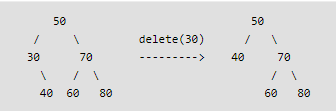 50 50
/ \ delete(30) / \
30 70 ---------> 40 70
\ / \ / \
40 60 80 60 80